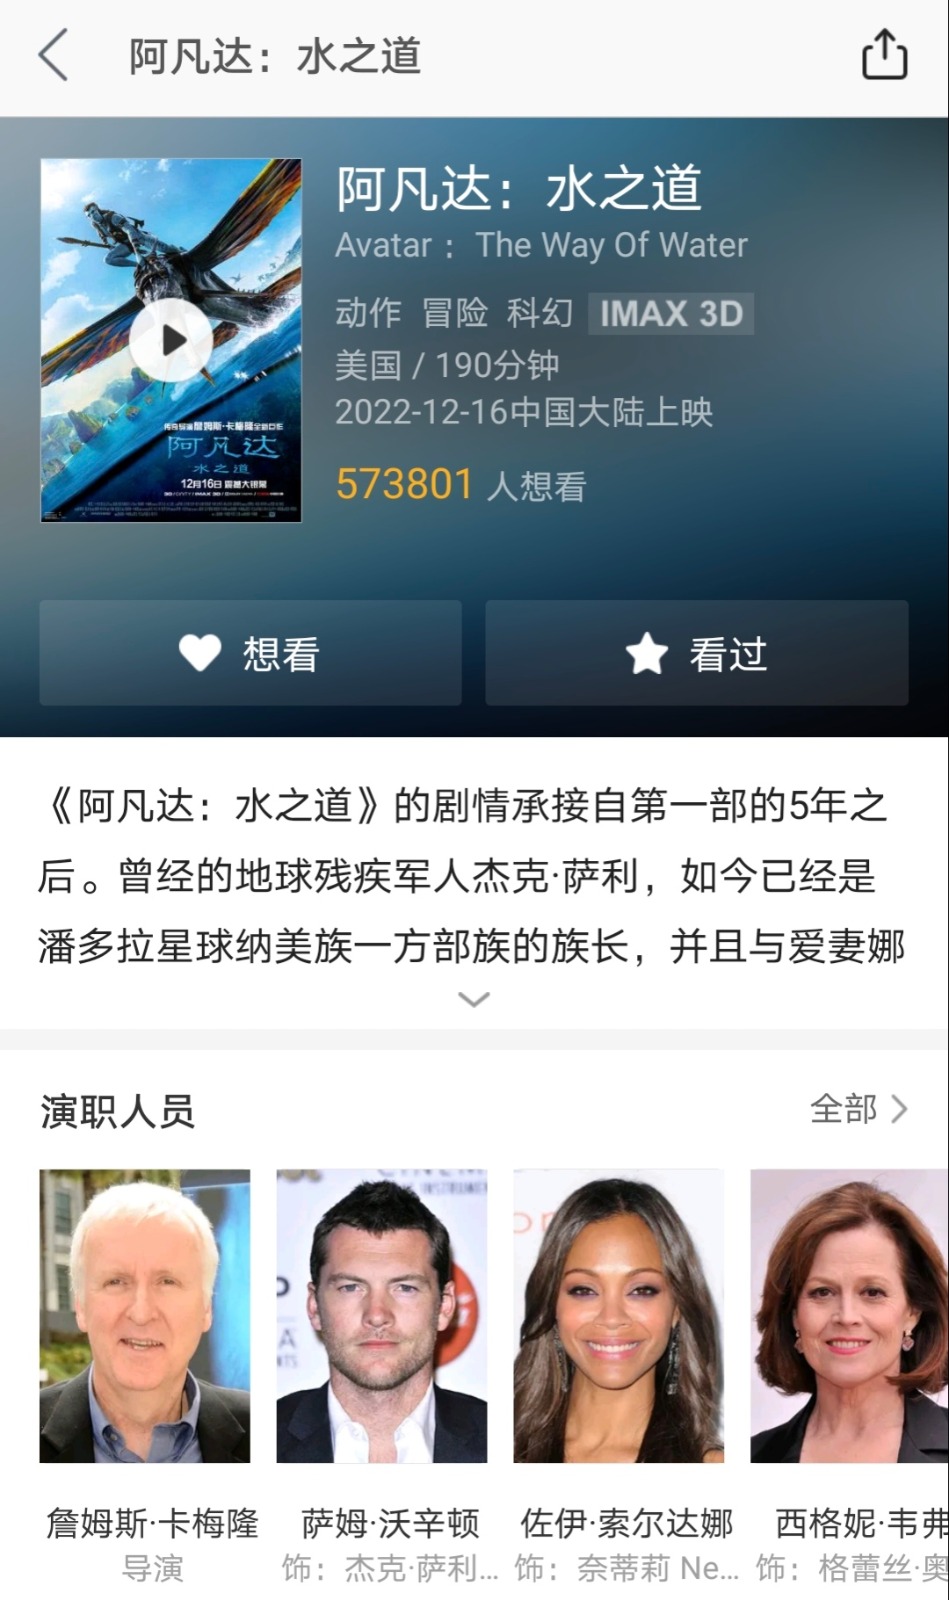 阿凡达：水之道
传奇导演詹姆斯·卡梅隆全新巨作
阿凡达
水之道
12月16日 震撼大银幕
阿凡达：水之道
Avatar： The Way Of Water
动作 冒险 科幻 IMAX 3D
美国 / 190分钟
2022-12-16中国大陆上映
573801 人想看
想看
看过
《阿凡达：水之道》的剧情承接自第一部的5年之
后。曾经的地球残疾军人杰克·萨利，如今已经是
潘多拉星球纳美族一方部族的族长，并且与爱妻娜
演职人员
全部
詹姆斯·卡梅隆
导演
萨姆·沃辛顿
饰：杰克·萨利...
佐伊·索尔达娜
饰：奈蒂莉 Ne...
西格妮·韦弗
饰：格蕾丝·奥